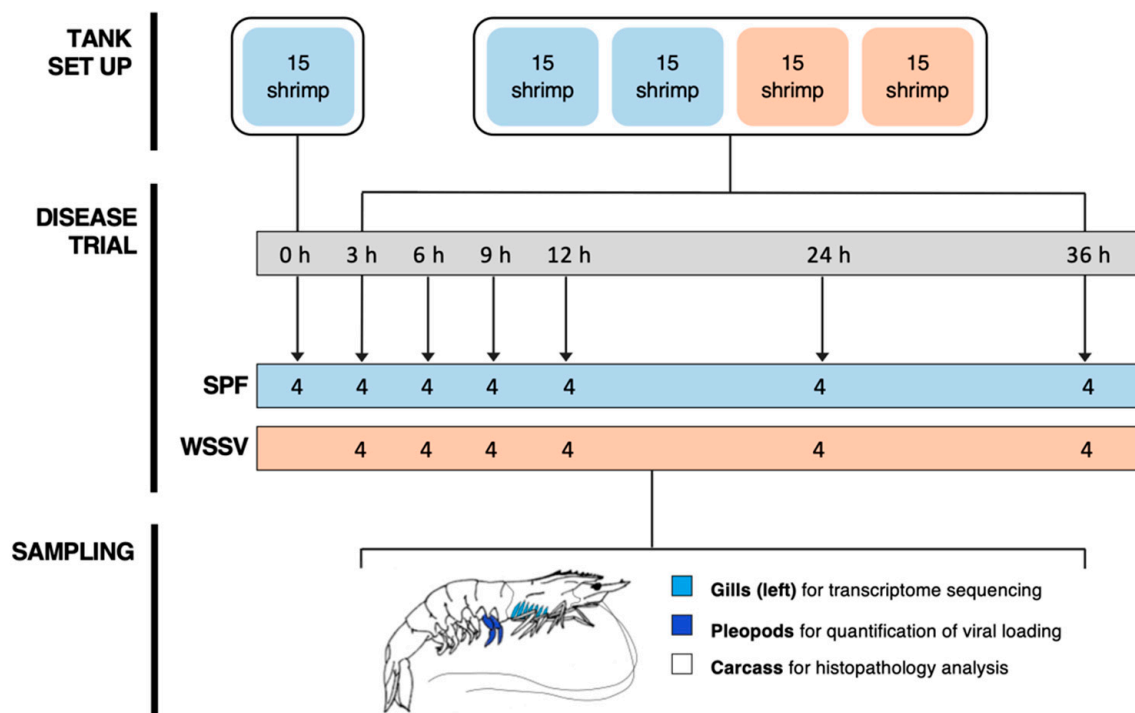 TANK
SET UP
15
shrimp
15
shrimp
15
shrimp
15
shrimp
15
shrimp
DISEASE
TRIAL
0 h 3 h 6 h 9 h 12 h 24 h 36 h
SPF 4 4 4 4 4 4 4
WSSV 4 4 4 4 4 4
SAMPLING
Gills (left) for transcriptome sequencing
Pleopods for quantification of viral loading
Carcass for histopathology analysis